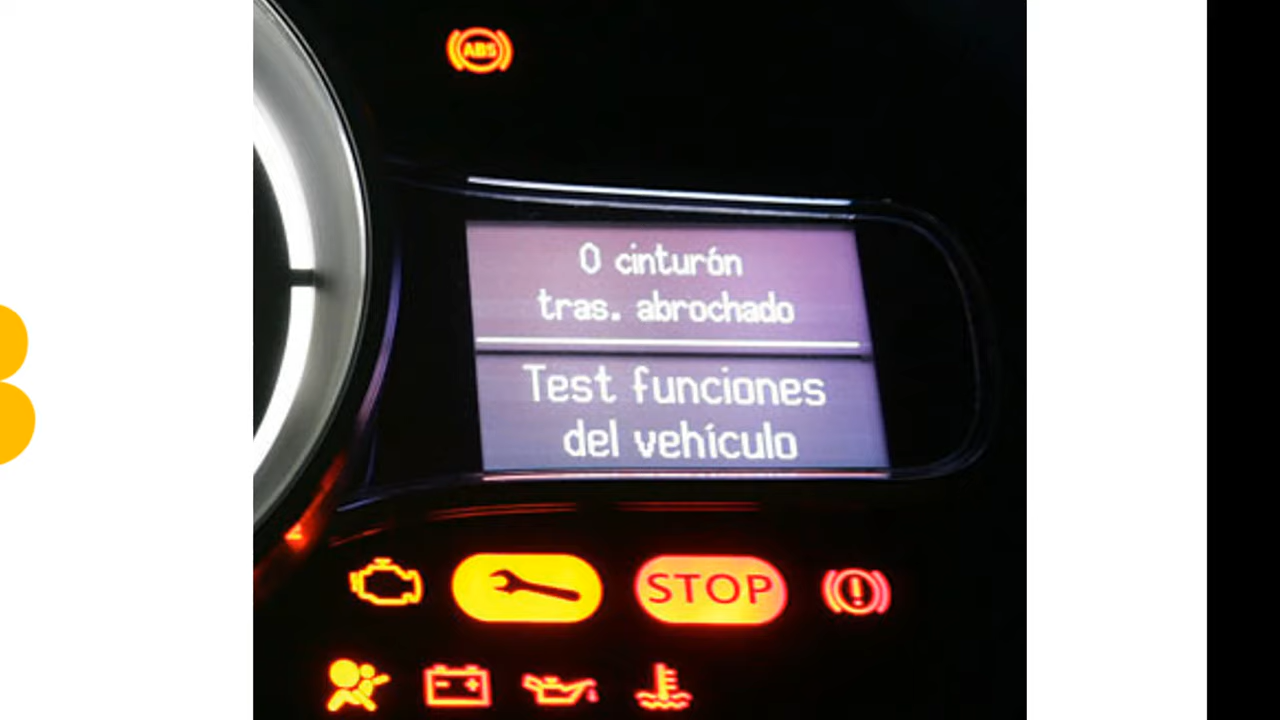 ABS
0 cinturón
tras. abrochado
Test funciones
del vehículo
STOP